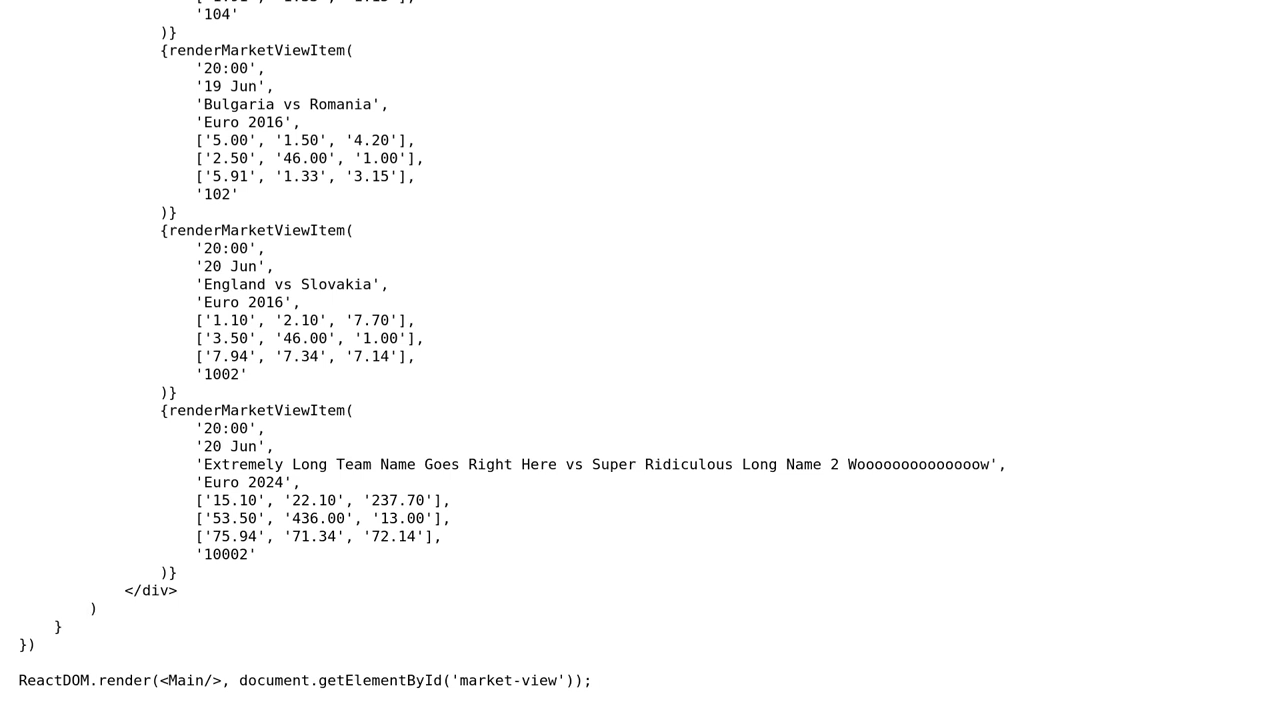 '104'
)}
{renderMarketViewItem(
'20:00',
'19 Jun',
'Bulgaria vs Romania',
'Euro 2016',
['5.00', '1.50', '4.20'],
['2.50', '46.00', '1.00'],
['5.91', '1.33', '3.15'],
'102'
)}
{renderMarketViewItem(
'20:00',
'20 Jun',
'England vs Slovakia',
'Euro 2016',
['1.10', '2.10', '7.70'],
['3.50', '46.00', '1.00'],
['7.94', '7.34', '7.14'],
'1002'
)}
{renderMarketViewItem(
'20:00',
'20 Jun',
'Extremely Long Team Name Goes Right Here vs Super Ridiculous Long Name 2 Woooooooooooooow',
'Euro 2024',
['15.10', '22.10', '237.70'],
['53.50', '436.00', '13.00'],
['75.94', '71.34', '72.14'],
'10002'
)}
</div>
)
}
})
ReactDOM.render(<Main/>, document.getElementById('market-view'));